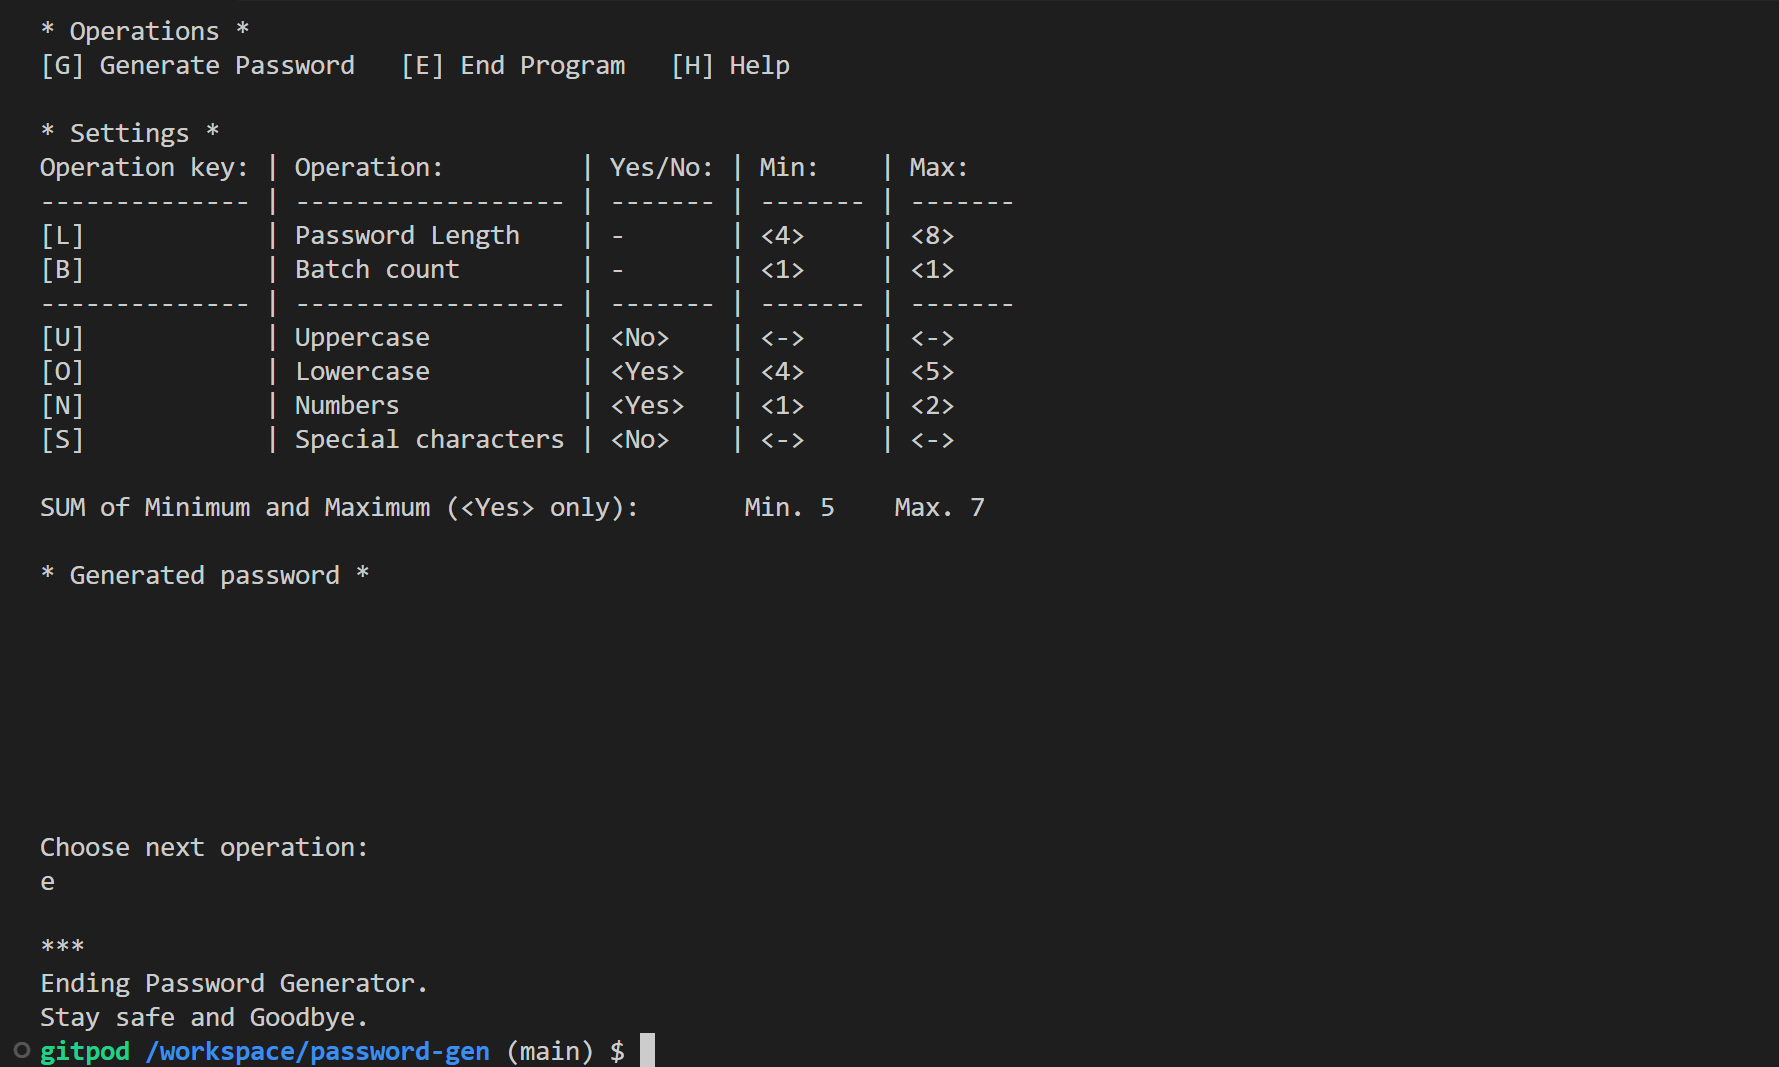 * Operations *
[G] Generate Password   [E] End Program   [H] Help
* Settings *
Operation key: | Operation:         | Yes/No: | Min:    | Max:
-------------- | ------------------ | ------- | ------- | -------
[L]            | Password Length    | -       | <4>     | <8>
[B]            | Batch count        | -       | <1>     | <1>
-------------- | ------------------ | ------- | ------- | -------
[U]            | Uppercase          | <No>    | <->     | <->
[O]            | Lowercase          | <Yes>   | <4>     | <5>
[N]            | Numbers            | <Yes>   | <1>     | <2>
[S]            | Special characters | <No>    | <->     | <->
SUM of Minimum and Maximum (<Yes> only):       Min. 5    Max. 7
* Generated password *
Choose next operation:
e
***
Ending Password Generator.
Stay safe and Goodbye.
gitpod /workspace/password-gen (main) $